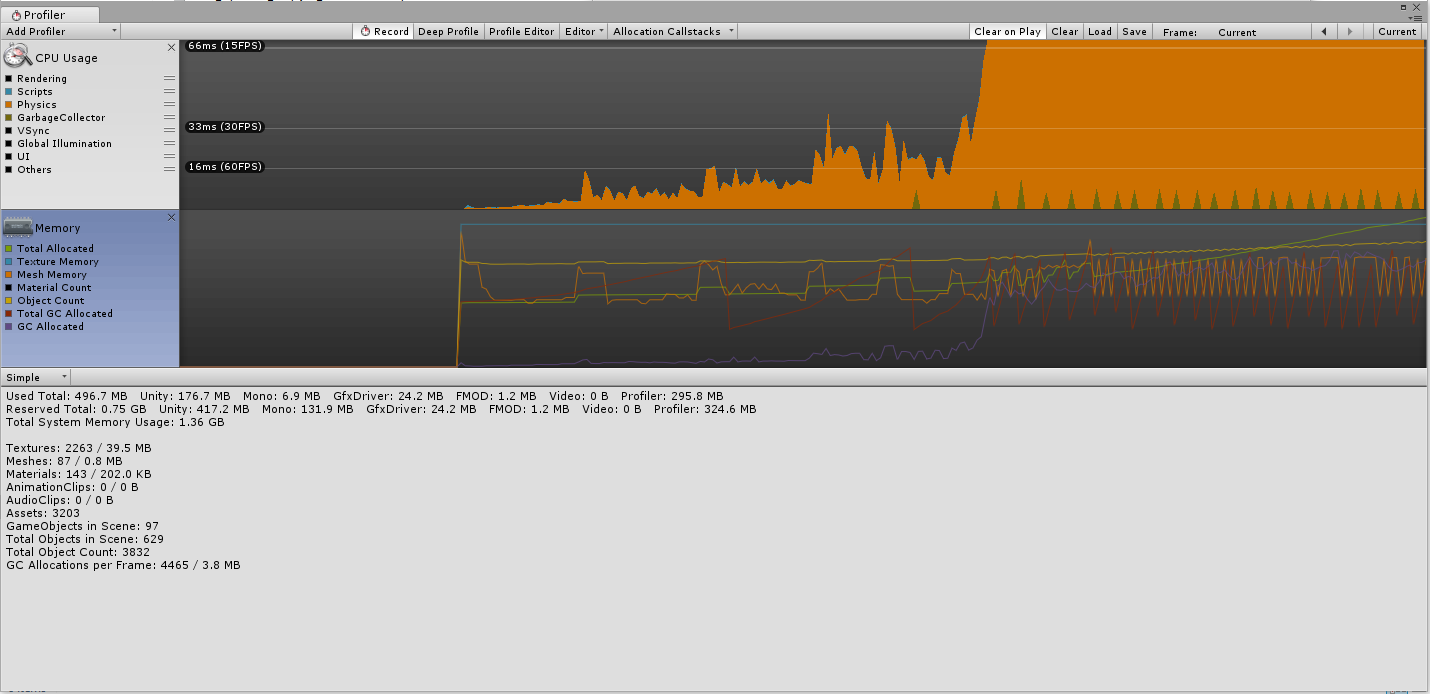 Profiler
Add Profiler Record Deep Profile Profile Editor Editor Allocation Callstacks Clear on Play Clear Load Save Frame: Current Current
CPU Usage
Rendering
Scripts
Physics
GarbageCollector
VSync
Global Illumination
UI
Others
66ms (15FPS)
33ms (30FPS)
16ms (60FPS)
Memory
Total Allocated
Texture Memory
Mesh Memory
Material Count
Object Count
Total GC Allocated
GC Allocated
Simple
Used Total: 496.7 MB Unity: 176.7 MB Mono: 6.9 MB GfxDriver: 24.2 MB FMOD: 1.2 MB Video: 0 B Profiler: 295.8 MB
Reserved Total: 0.75 GB Unity: 417.2 MB Mono: 131.9 MB GfxDriver: 24.2 MB FMOD: 1.2 MB Video: 0 B Profiler: 324.6 MB
Total System Memory Usage: 1.36 GB
Textures: 2263 / 39.5 MB
Meshes: 87 / 0.8 MB
Materials: 143 / 202.0 KB
AnimationClips: 0 / 0 B
AudioClips: 0 / 0 B
Assets: 3203
GameObjects in Scene: 97
Total Objects in Scene: 629
Total Object Count: 3832
GC Allocations per Frame: 4465 / 3.8 MB